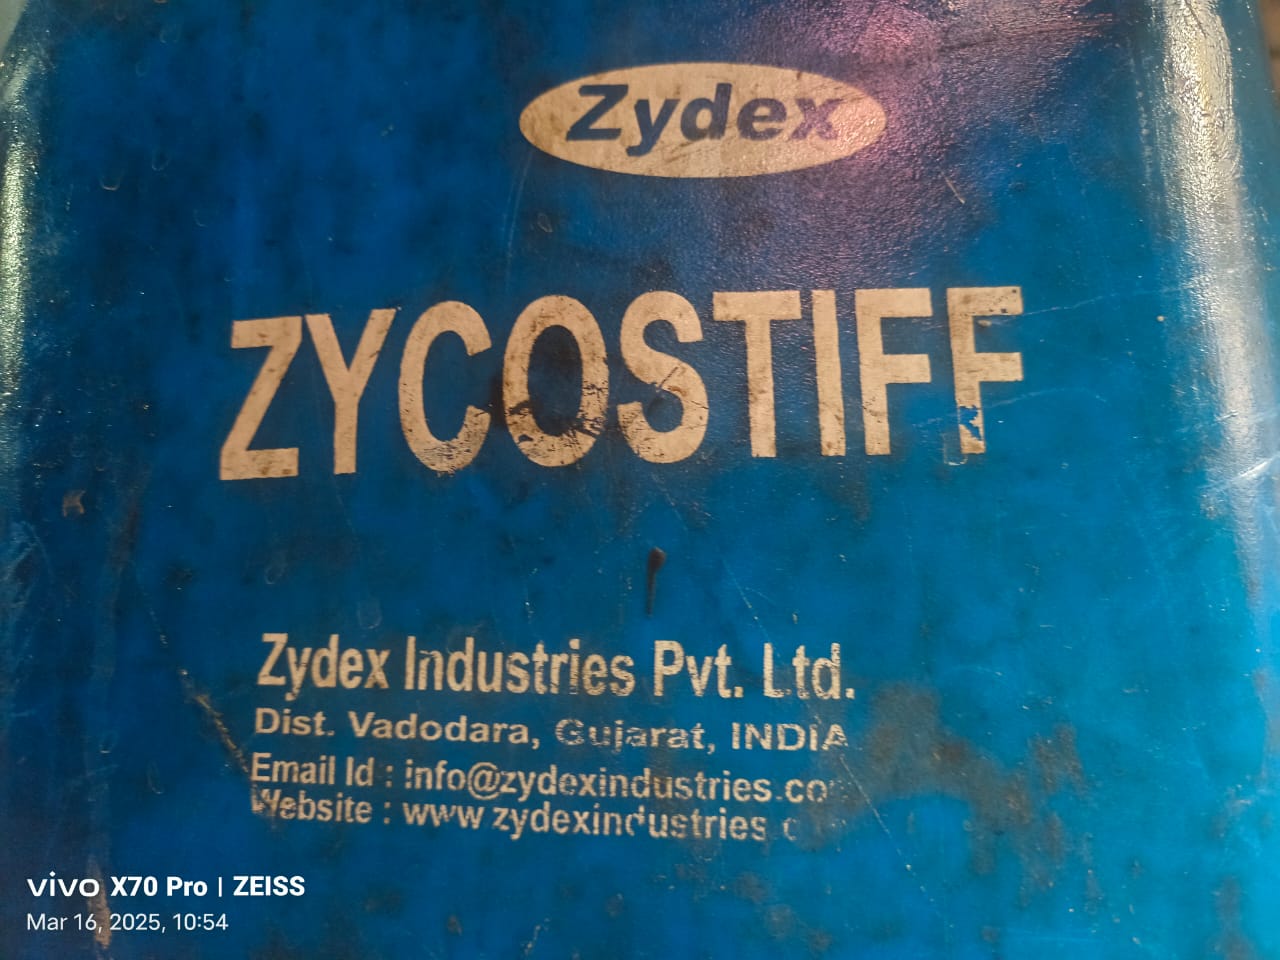 Zydex
ZYCOSTIFF
Zydex Industries Pvt. Ltd.
Dist. Vadodara, Gujarat, INDIA
Email Id : info@zydexindustries.co
Website : www zydexindustries
vivo X70 Pro | ZEISS
Mar 16, 2025, 10:54